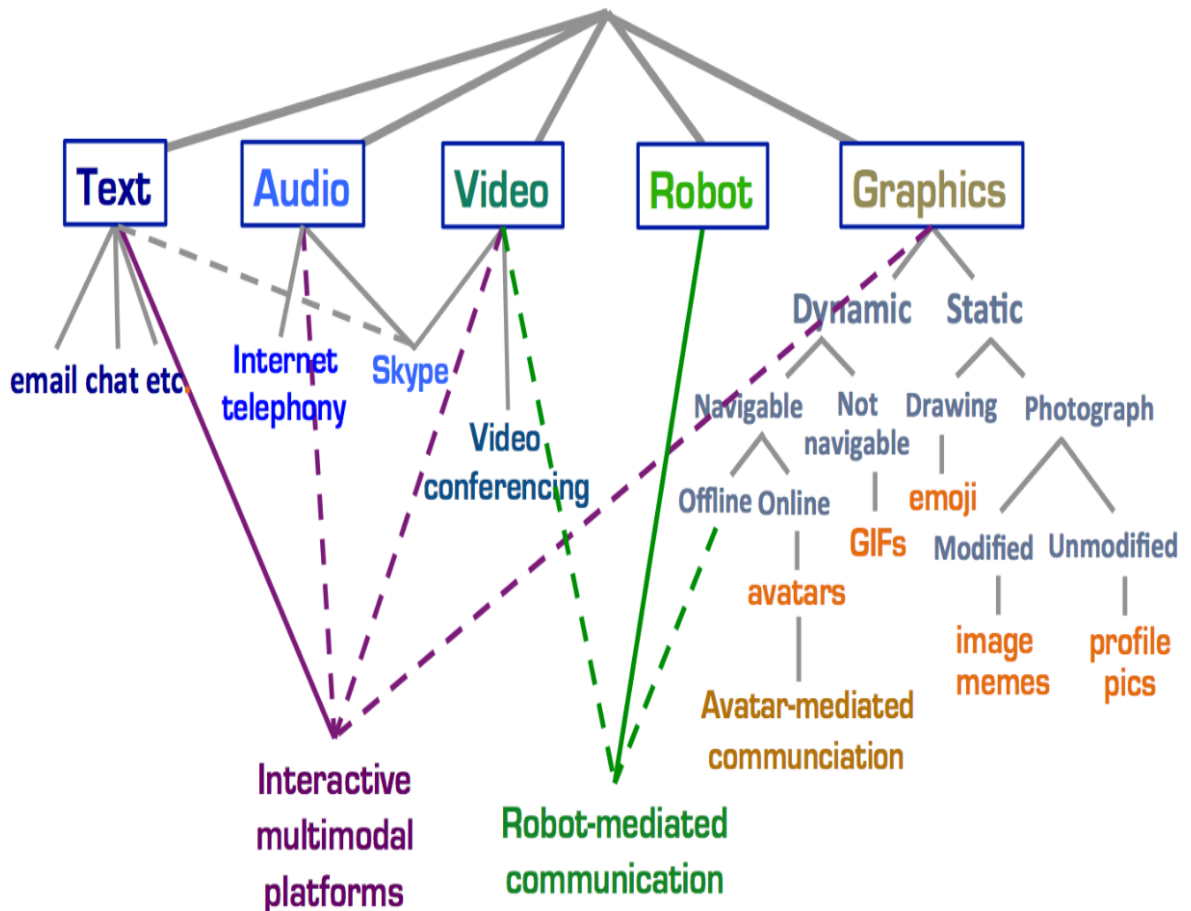 Text
Audio
Video
Robot
Graphics
Dynamic
Static
email chat etc.
Internet
telephony
Skype
Video
conferencing
Navigable
Not
navigable
Drawing
Photograph
Offline
Online
emoji
GIFs
Modified
Unmodified
avatars
image
memes
profile
pics
Avatar-mediated
communciation
Interactive
multimodal
platforms
Robot-mediated
communication